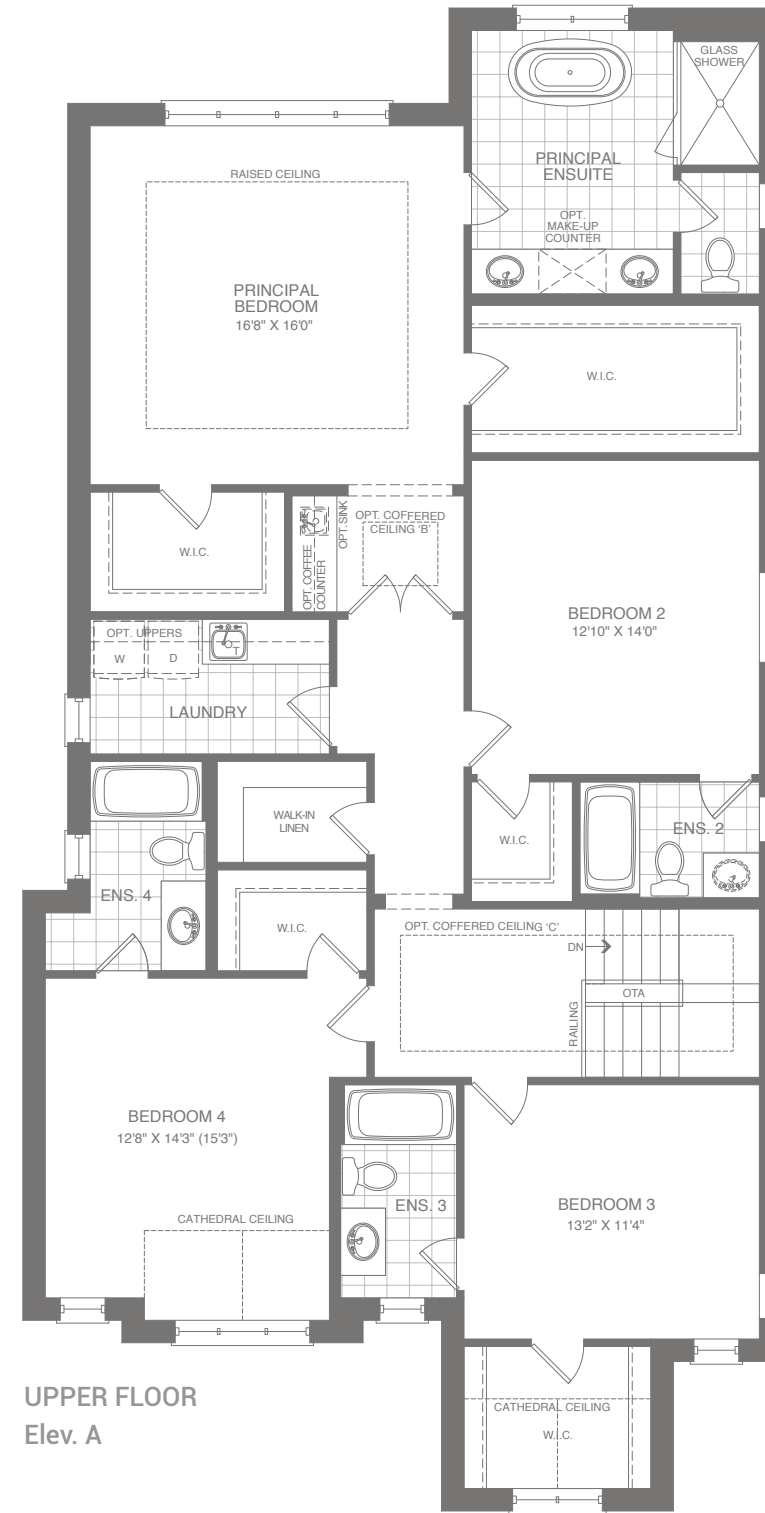 GLASS
SHOWER
PRINCIPAL
ENSUITE
OPT.
MAKE-UP
COUNTER
RAISED CEILING
PRINCIPAL
BEDROOM
16'8" X 16'0"
W.I.C.
W.I.C.
OPT. COFFEE
COUNTER
OPT. SINK
OPT. COFFERED
CEILING 'B'
BEDROOM 2
12'10" X 14'0"
OPT. UPPERS
W
D
T
LAUNDRY
WALK-IN
LINEN
W.I.C.
ENS. 2
ENS. 4
W.I.C.
OPT. COFFERED CEILING 'C'
DN
OTA
RAILING
BEDROOM 4
12'8" X 14'3" (15'3")
CATHEDRAL CEILING
ENS. 3
BEDROOM 3
13'2" X 11'4"
CATHEDRAL CEILING
W.I.C.
UPPER FLOOR
Elev. A